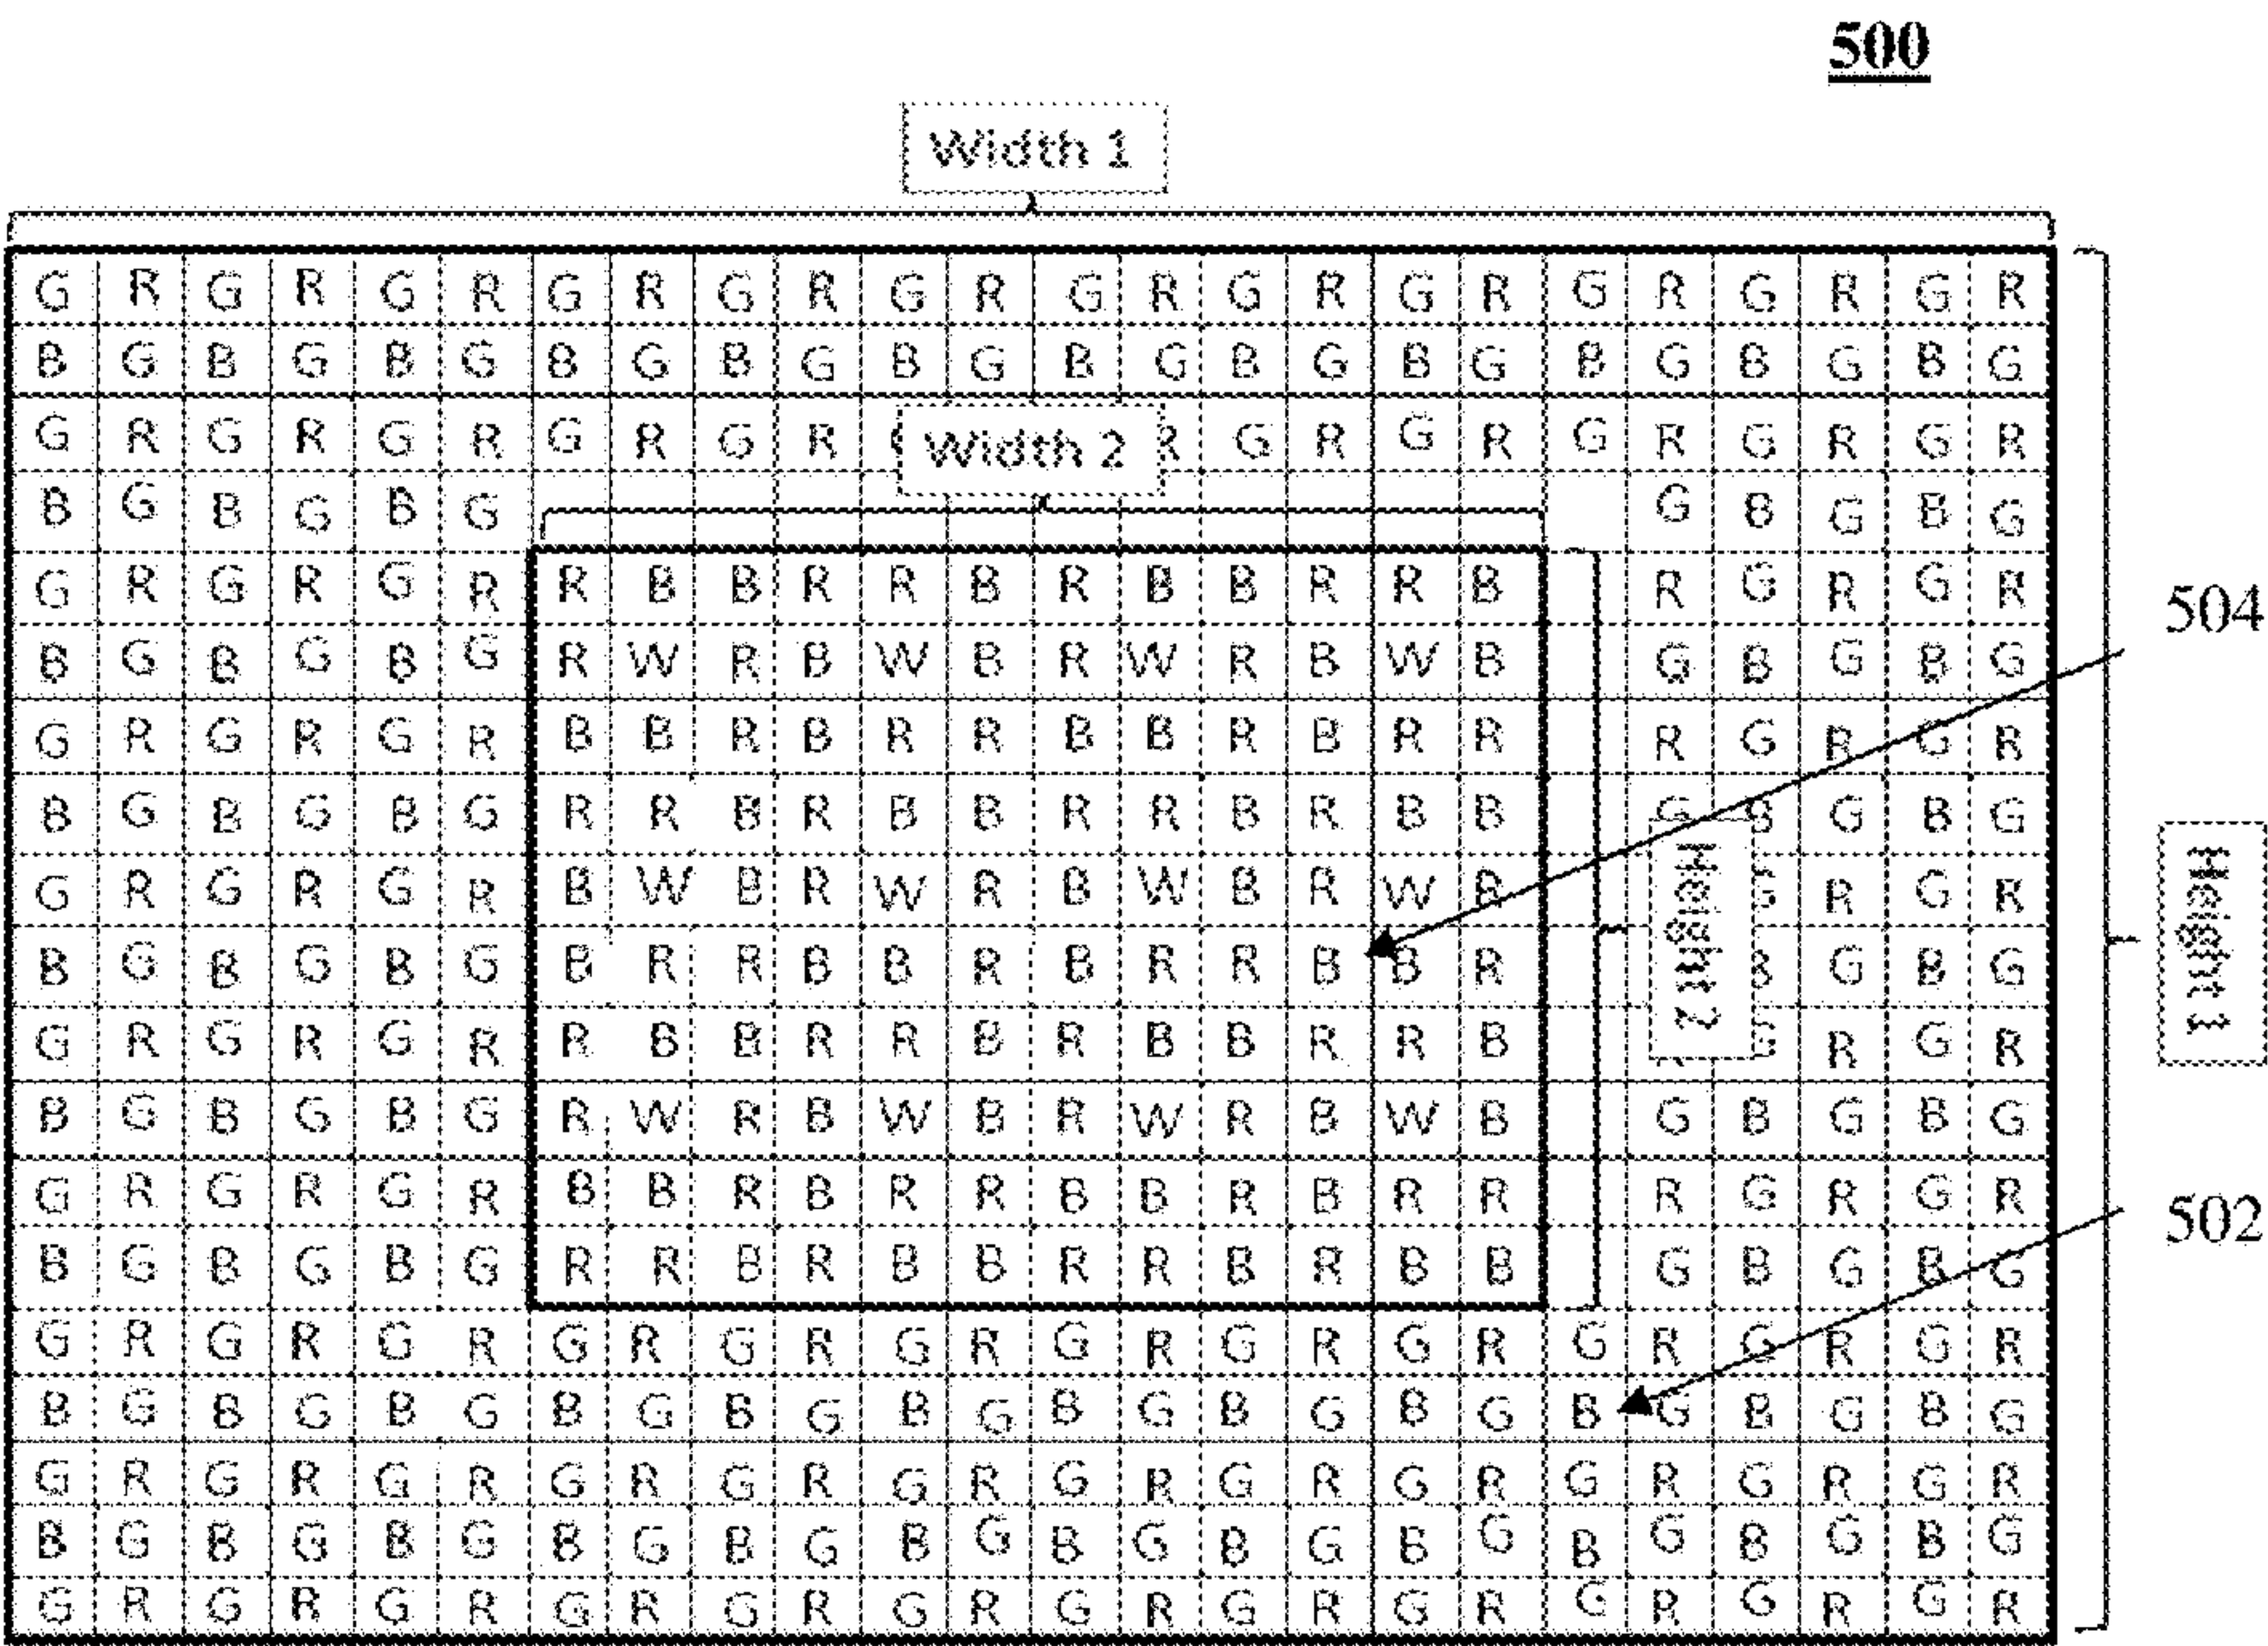 500
Width 1
G R G R G R G R G R G R G R G R G R G R G R G R
B G B G B G B G B G B G B G B G B G B G B G B G
G R G R G R G R G R Width 2 R G R G R G R G R G R
B G B G B G G B G B G
G R G R G R R B B R R B R B B R R B R G R G R
B G B G B G R W R B W B R W R B W B G B G B G
504
G R G R G R B B R B R R B B R B R R R G R G R
B G B G B G R R B R B B R R B R B B G B G B G
G R G R G R B W B R W R B W B R W R G R G R
Height 2
Height 1
B G B G B G B R R B B R B R R B B R B G B G
G R G R G R R B B R R B R B B R R B G R G R
B G B G B G R W R B W B R W R B W B G B G B G
G R G R G R B B R B R R B B R B R R R G R G R
502
B G B G B G R R B R B B R R B R B B G B G B G
G R G R G R G R G R G R G R G R G R G R G R G R
B G B G B G B G B G B G B G B G B G B G B G B G
G R G R G R G R G R G R G R G R G R G R G R G R
B G B G B G B G B G B G B G B G B G B G B G B G
G R G R G R G R G R G R G R G R G R G R G R G R